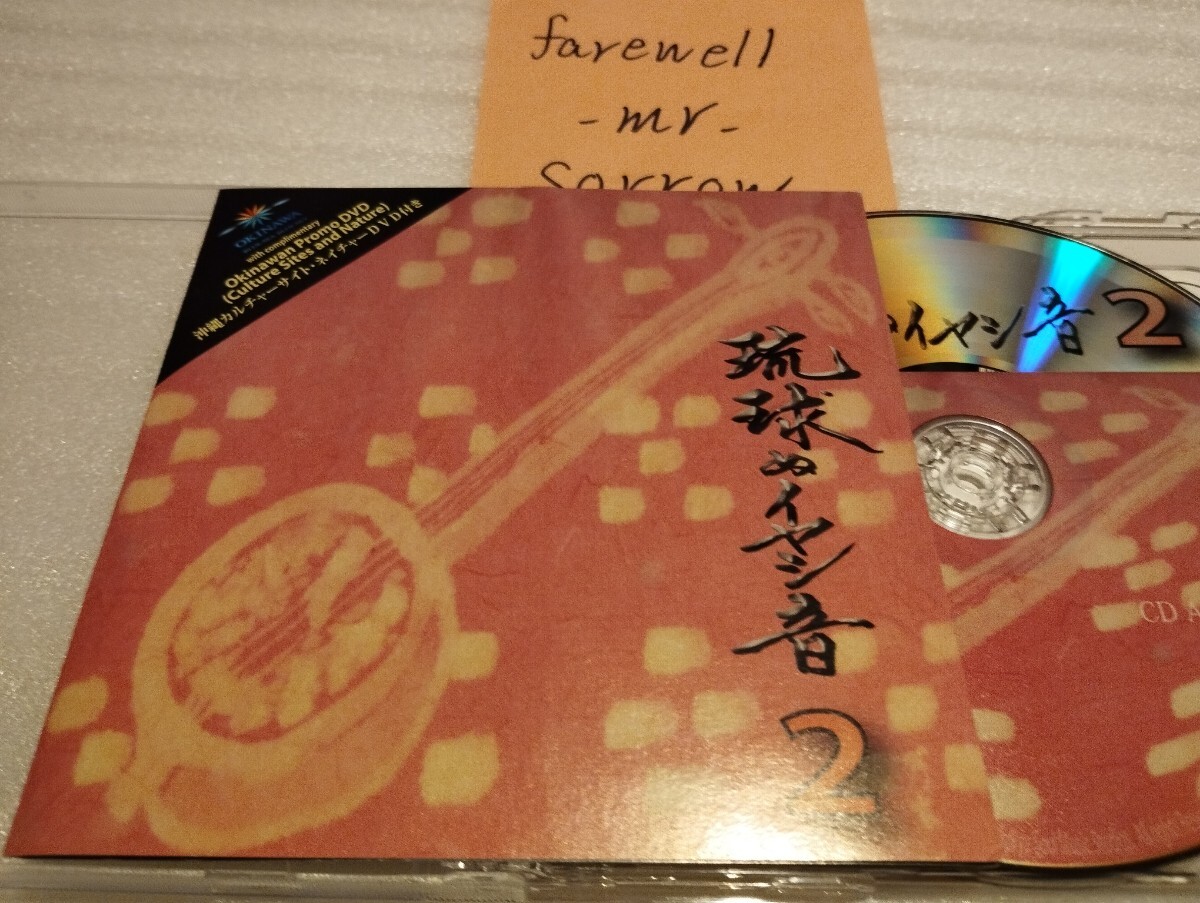 farewell
-mr-
Sorrow
OKINAWA
with complimentary
Okinawan Promo DVD
(Culture Sites and Nature)
沖縄カルチャーサイト・ネイチャーDVD付き
琉球ぬイヤシ音
2
イヤシ音2
CD